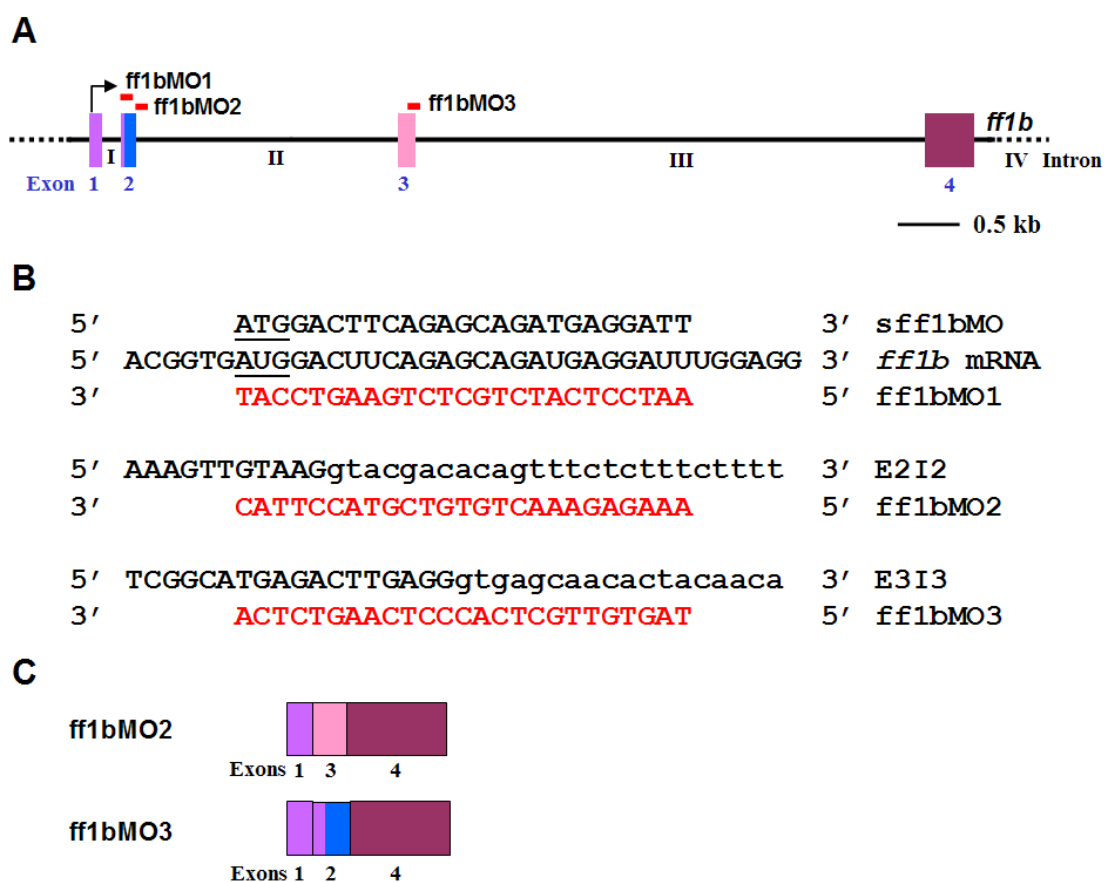 A
ff1bMO1
ff1bMO2
ff1bMO3
ff1b
I II III IV Intron
Exon 1 2 3 4
0.5 kb
B
5′ ATGGACTTCAGAGCAGATGAGGATT 3′ sff1bMO
ACGGTGAUGGACUUCAGAGCAGAUGAGGAUUUGGAGG 3′ ff1b mRNA
3′ TACCTGAAGTCTCGTCTACTCCTAA 5′ ff1bMO1
5′ AAAGTTGTAAGgtacgacacagtttctctttctttt 3′ E2I2
3′ CATTCCATGCTGTGTCAAAGAGAAA 5′ ff1bMO2
5′ TCGGCATGAGACTTGAGGgtgagcaacactacaaca 3′ E3I3
3′ ACTCTGAACTCCCACTCGTTGTGAT 5′ ff1bMO3
C
ff1bMO2
Exons 1 3 4
ff1bMO3
Exons 1 2 4